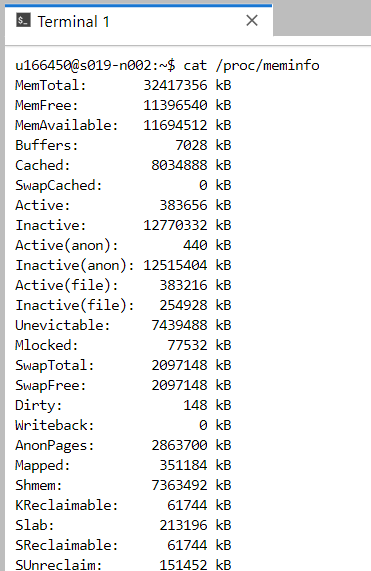 Terminal 1
u166450@s019-n002:~$ cat /proc/meminfo
MemTotal: 32417356 kB
MemFree: 11396540 kB
MemAvailable: 11694512 kB
Buffers: 7028 kB
Cached: 8034888 kB
SwapCached: 0 kB
Active: 383656 kB
Inactive: 12770332 kB
Active(anon): 440 kB
Inactive(anon): 12515404 kB
Active(file): 383216 kB
Inactive(file): 254928 kB
Unevictable: 7439488 kB
Mlocked: 77532 kB
SwapTotal: 2097148 kB
SwapFree: 2097148 kB
Dirty: 148 kB
Writeback: 0 kB
AnonPages: 2863700 kB
Mapped: 351184 kB
Shmem: 7363492 kB
KReclaimable: 61744 kB
Slab: 213196 kB
SReclaimable: 61744 kB
SUnreclaim: 151452 kB